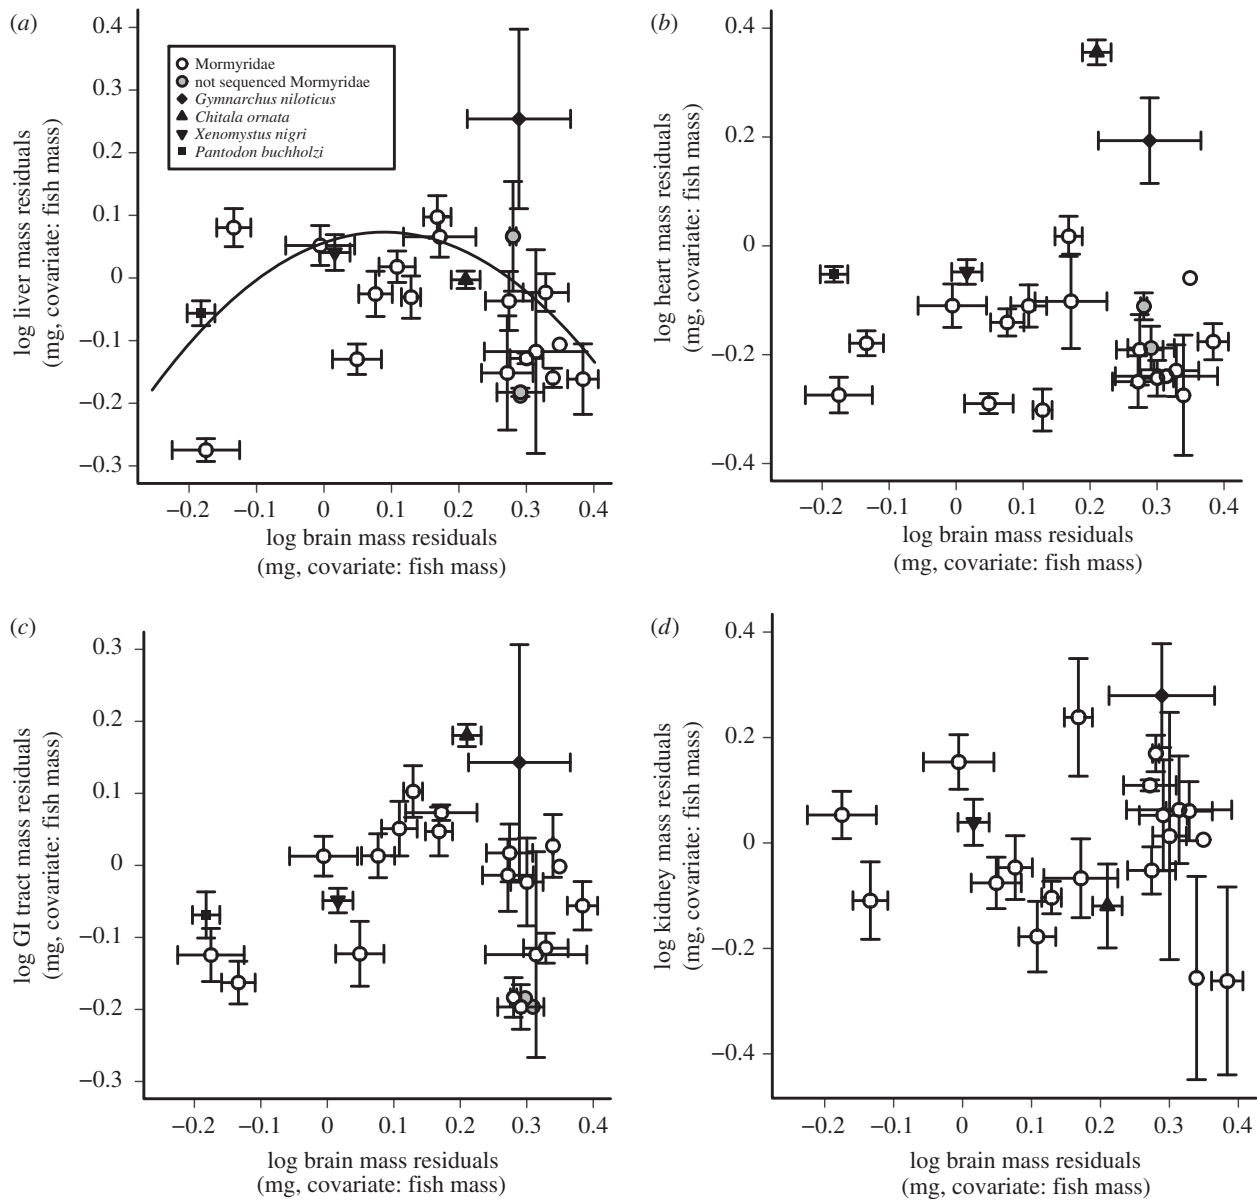 (a)
log liver mass residuals
(mg, covariate: fish mass)
0.4
0.3
0.2
0.1
0
−0.1
−0.2
−0.3
Mormyridae
not sequenced Mormyridae
Gymnarchus niloticus
Chitala ornata
Xenomystus nigri
Pantodon buchholzi
−0.2 0.1 0 0.1 0.2 0.3 0.4
log brain mass residuals
(mg, covariate: fish mass)
(b)
log heart mass residuals
(mg, covariate: fish mass)
0.4
0.2
0
−0.2
−0.4
−0.2 0.1 0 0.1 0.2 0.3 0.4
log brain mass residuals
(mg, covariate: fish mass)
(c)
log GI tract mass residuals
(mg, covariate: fish mass)
0.3
0.2
0.1
0
−0.1
−0.2
−0.3
−0.2 0.1 0 0.1 0.2 0.3 0.4
log brain mass residuals
(mg, covariate: fish mass)
(d)
log kidney mass residuals
(mg, covariate: fish mass)
0.4
0.2
0
−0.2
−0.4
−0.2 0.1 0 0.1 0.2 0.3 0.4
log brain mass residuals
(mg, covariate: fish mass)